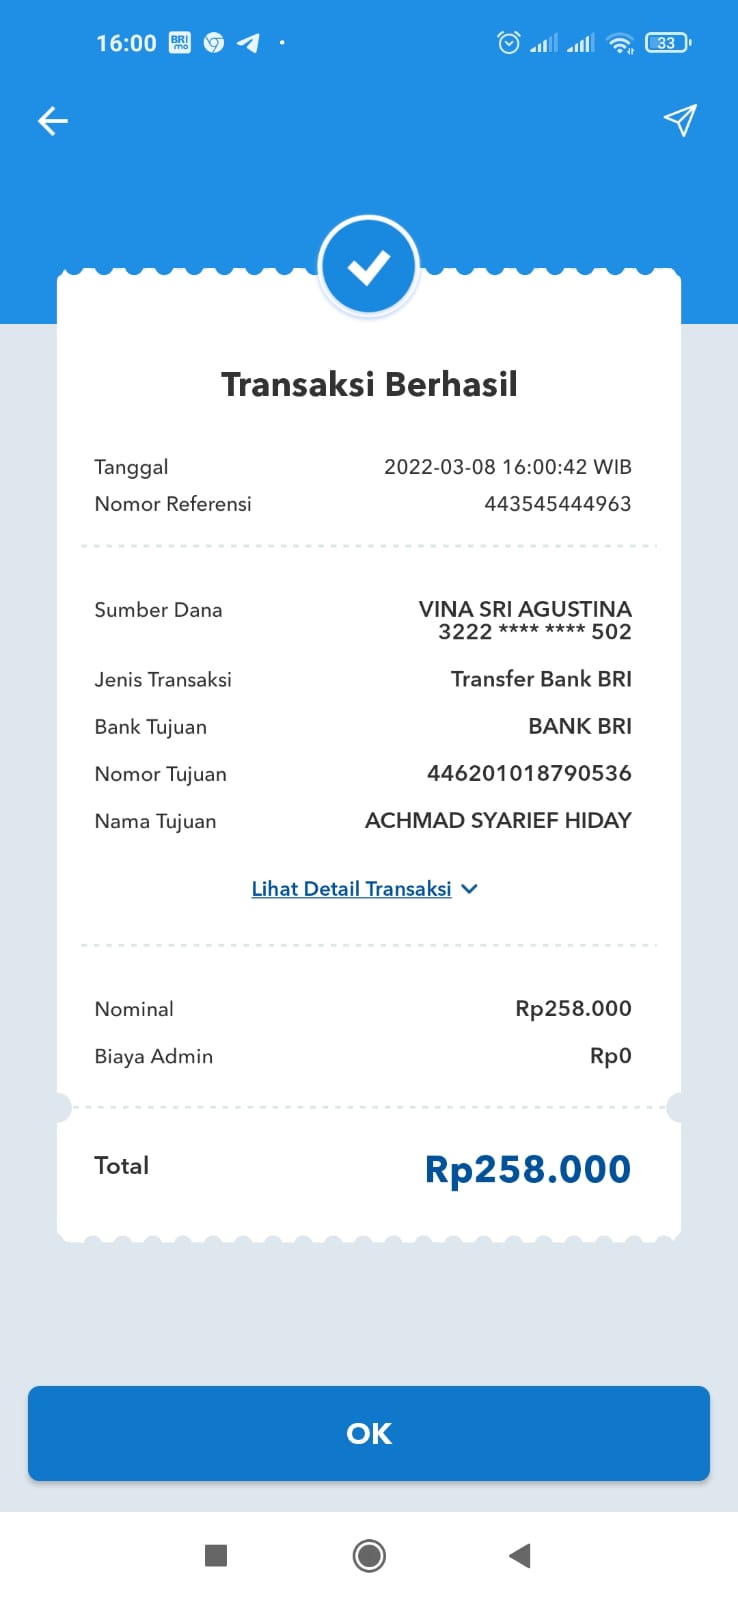 16:00 BRI mo 33
Transaksi Berhasil
Tanggal 2022-03-08 16:00:42 WIB
Nomor Referensi 443545444963
Sumber Dana VINA SRI AGUSTINA
3222 **** **** 502
Jenis Transaksi Transfer Bank BRI
Bank Tujuan BANK BRI
Nomor Tujuan 446201018790536
Nama Tujuan ACHMAD SYARIEF HIDAY
Lihat Detail Transaksi
Nominal Rp258.000
Biaya Admin Rp0
Total Rp258.000
OK